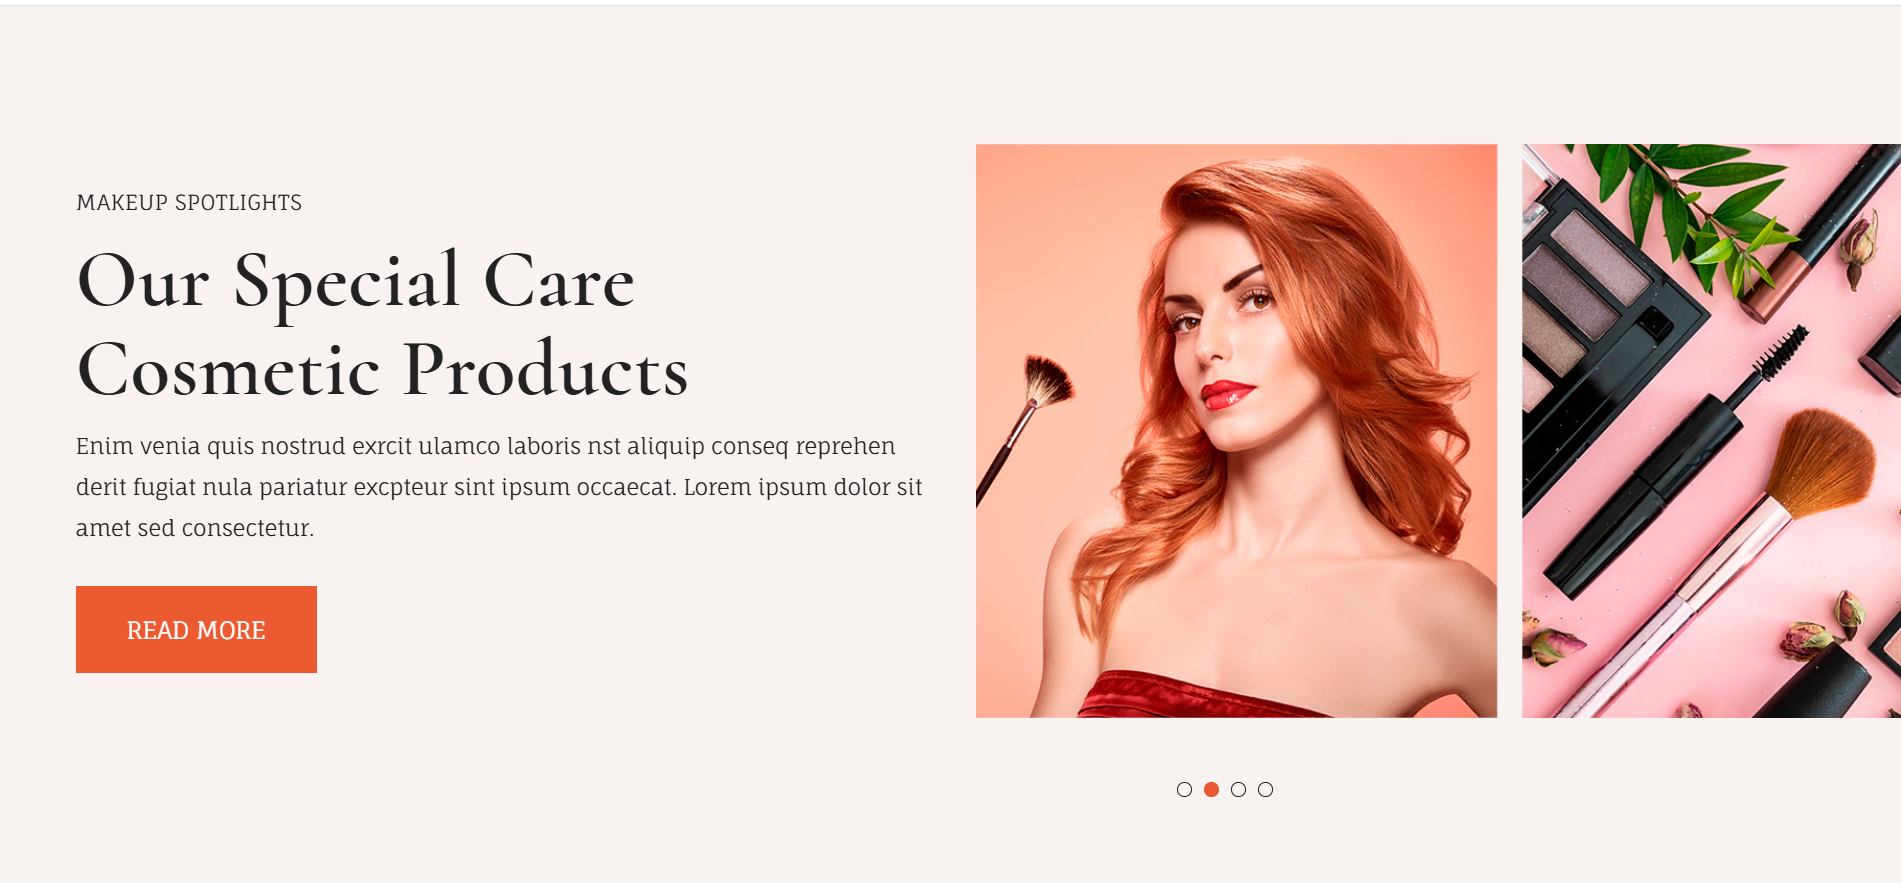 MAKEUP SPOTLIGHTS
Our Special Care
Cosmetic Products
Enim venia quis nostrud exrcit ulamco laboris nst aliquip conseq reprehen
derit fugiat nula pariatur excpteur sint ipsum occaecat. Lorem ipsum dolor sit
amet sed consectetur.
READ MORE